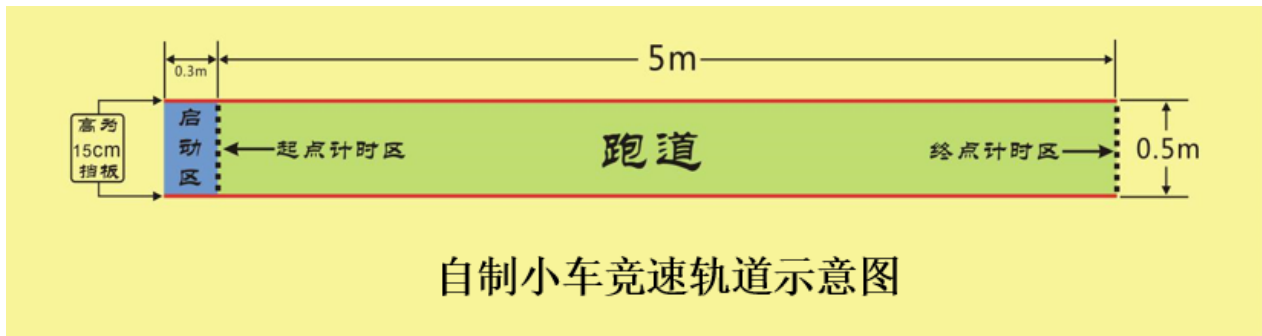 5m
0.3m
高为
15cm
挡板
启
动
区
起点计时区
跑道
终点计时区
0.5m
自制小车竞速轨道示意图